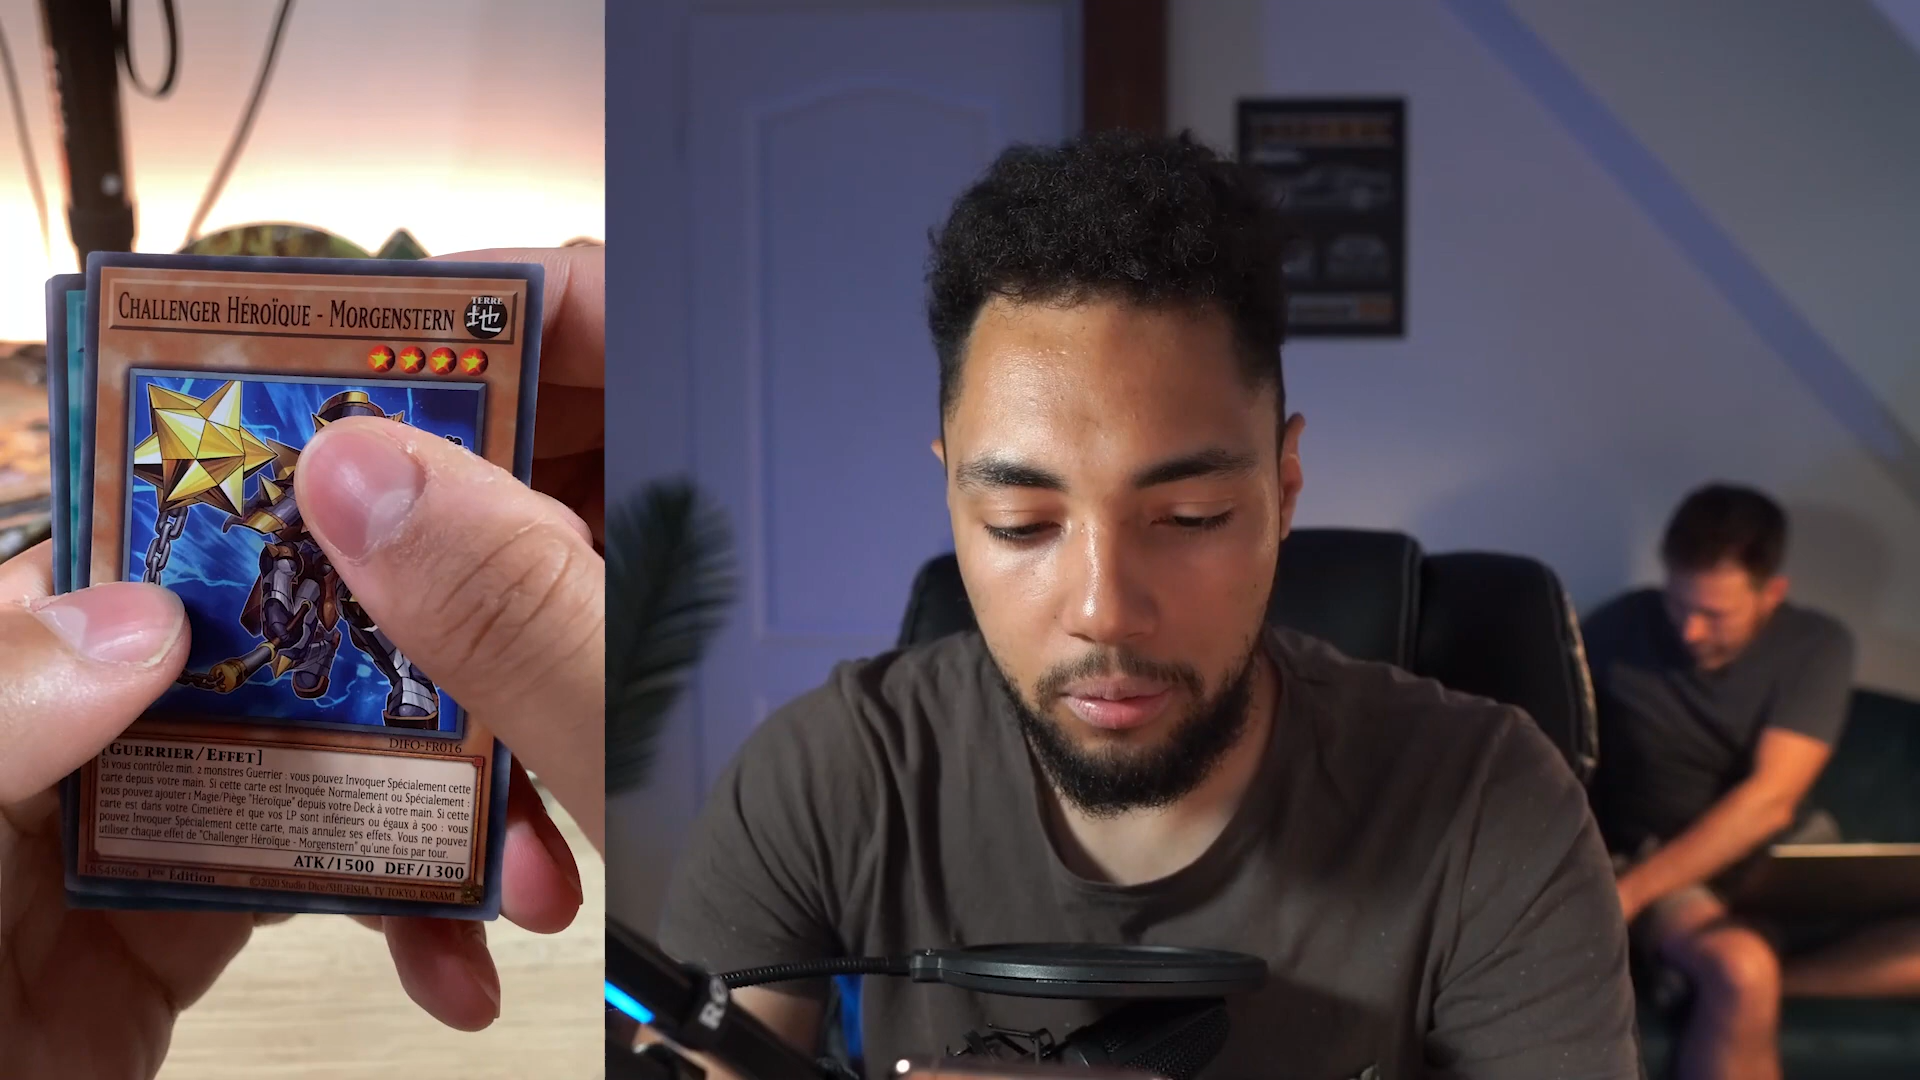 Challenger Héroïque - Morgenstern
TERRE
地
DIFO-FR016
[Guerrier/Effet]
Si vous contrôlez min. 2 monstres Guerrier : vous pouvez Invoquer Spécialement cette
carte depuis votre main. Si cette carte est Invoquée Normalement ou Spécialement :
vous pouvez ajouter 1 Magie/Piège "Héroïque" depuis votre Deck à votre main. Si cette
carte est dans votre Cimetière et que vos LP sont inférieurs ou égaux à 500 : vous
pouvez Invoquer Spécialement cette carte, mais annulez ses effets. Vous ne pouvez
utiliser chaque effet de "Challenger Héroïque - Morgenstern" qu'une fois par tour.
ATK/1500 DEF/1300
18548966 1ère Édition
©2020 Studio Dice/SHUEISHA, TV TOKYO, KONAMI